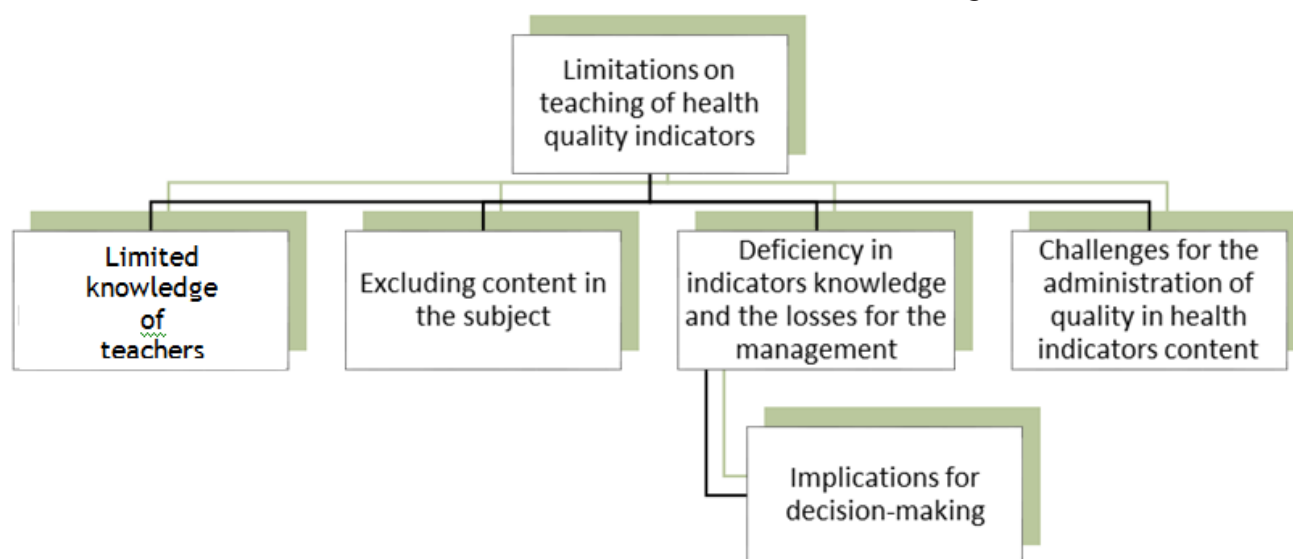 Limitations on
teaching of health
quality indicators
Limited
knowledge
of
teachers
Excluding content in
the subject
Deficiency in
indicators knowledge
and the losses for the
management
Challenges for the
administration of
quality in health
indicators content
Implications for
decision-making